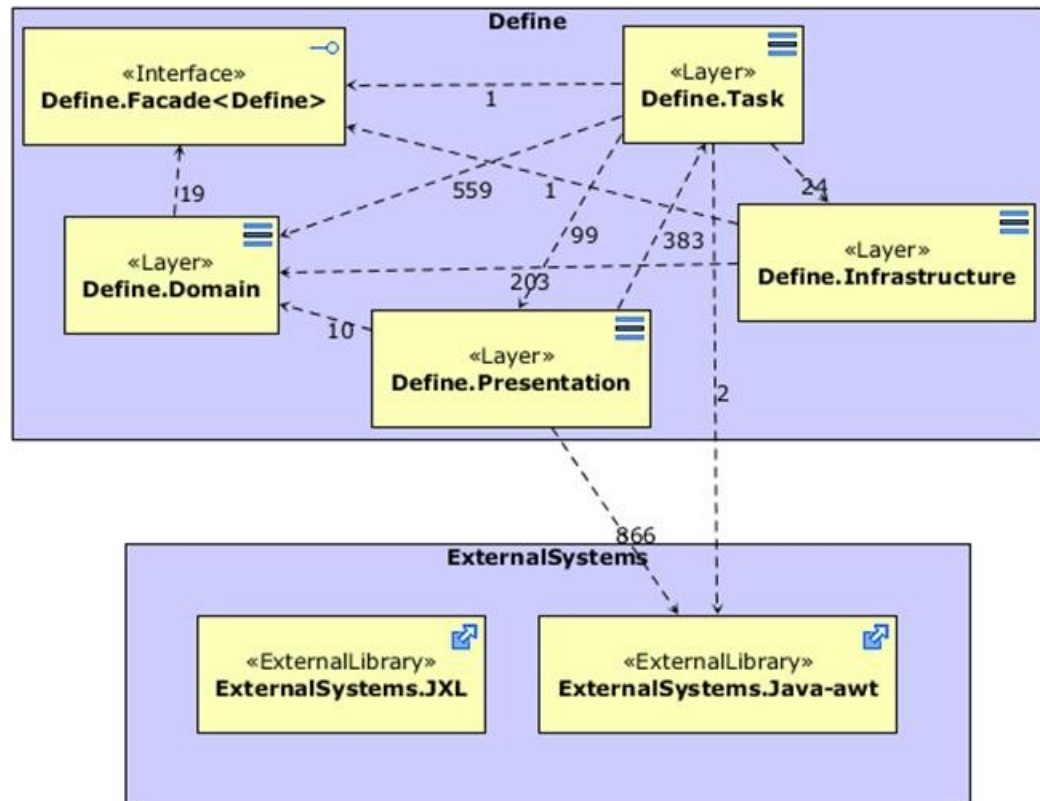 Define
«Interface»
Define.Facade<Define>
«Layer»
Define.Task
1
559
1
24
19
99
383
«Layer»
Define.Domain
«Layer»
Define.Infrastructure
203
10
«Layer»
Define.Presentation
2
866
ExternalSystems
«ExternalLibrary»
ExternalSystems.JXL
«ExternalLibrary»
ExternalSystems.Java-awt